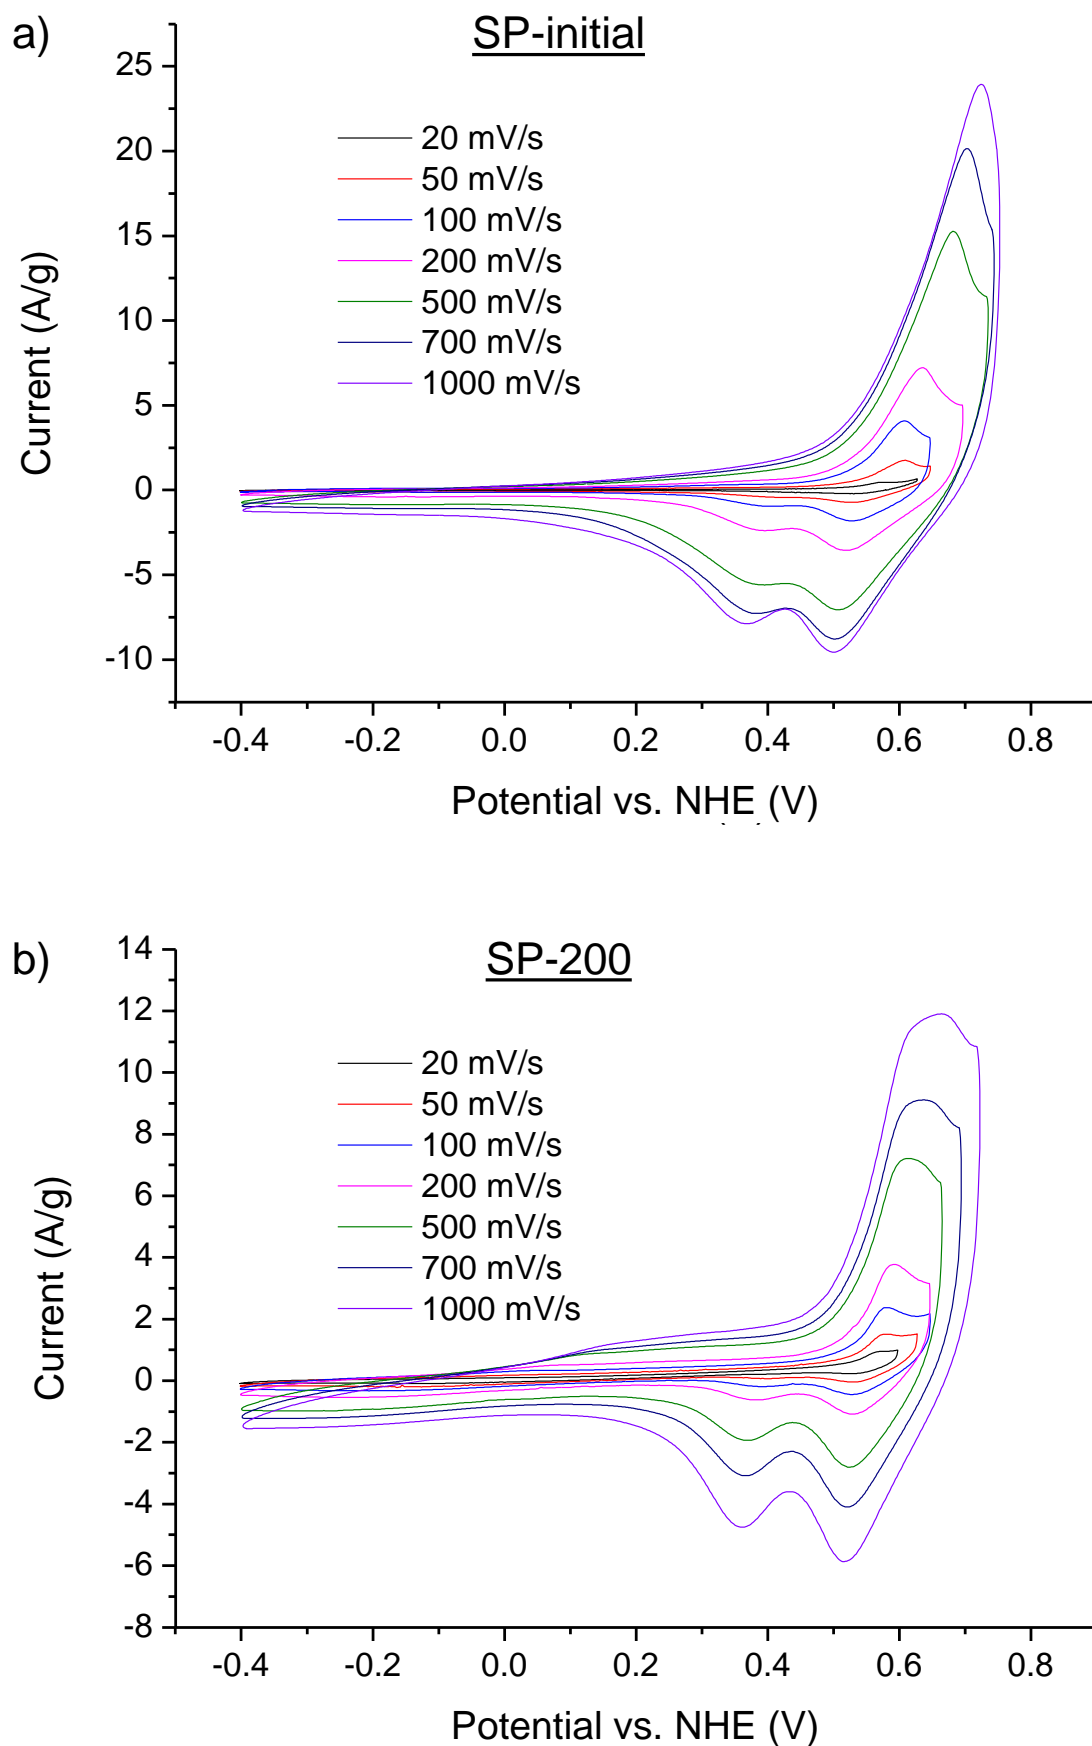 a)
SP-initial
25
20
15
10
5
0
-5
-10
Current (A/g)
20 mV/s
50 mV/s
100 mV/s
200 mV/s
500 mV/s
700 mV/s
1000 mV/s
-0.4 -0.2 0.0 0.2 0.4 0.6 0.8
Potential vs. NHE (V)
b)
SP-200
14
12
10
8
6
4
2
0
-2
-4
-6
-8
Current (A/g)
20 mV/s
50 mV/s
100 mV/s
200 mV/s
500 mV/s
700 mV/s
1000 mV/s
-0.4 -0.2 0.0 0.2 0.4 0.6 0.8
Potential vs. NHE (V)